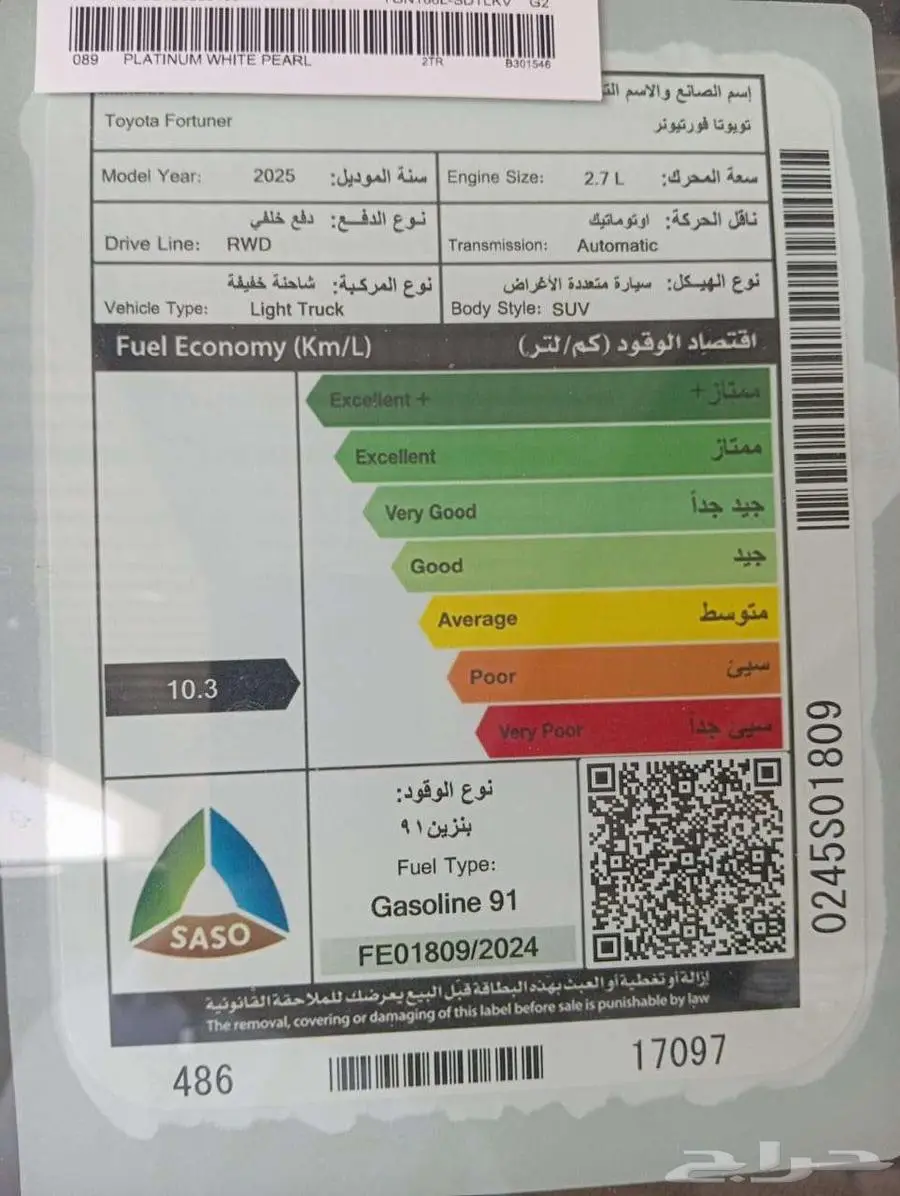 089 PLATINUM WHITE PEARL 2TR B301546
إسم الصانع والاسم
Toyota Fortuner تويوتا فورتيونر
Model Year: 2025 سنة الموديل:
Engine Size: 2.7 L سعة المحرك:
نوع الدفع: دفع خلفي
Drive Line: RWD
ناقل الحركة: اوتوماتيك
Transmission: Automatic
نوع المركبة: شاحنة خفيفة
Vehicle Type: Light Truck
نوع الهيكل: سيارة متعددة الأغراض
Body Style: SUV
Fuel Economy (Km/L) اقتصاد الوقود (كم/لتر)
Excellent + ممتاز+
Excellent ممتاز
Very Good جيد جداً
Good جيد
Average متوسط
Poor سيئ
Very Poor سيئ جداً
10.3
SASO
نوع الوقود:
بنزين ٩١
Fuel Type:
Gasoline 91
FE01809/2024
0245S01809
إزالة أو تغطية أو العبث بهذه البطاقة قبل البيع يعرضك للملاحقة القانونية
The removal, covering or damaging of this label before sale is punishable by law
486 17097
حراج